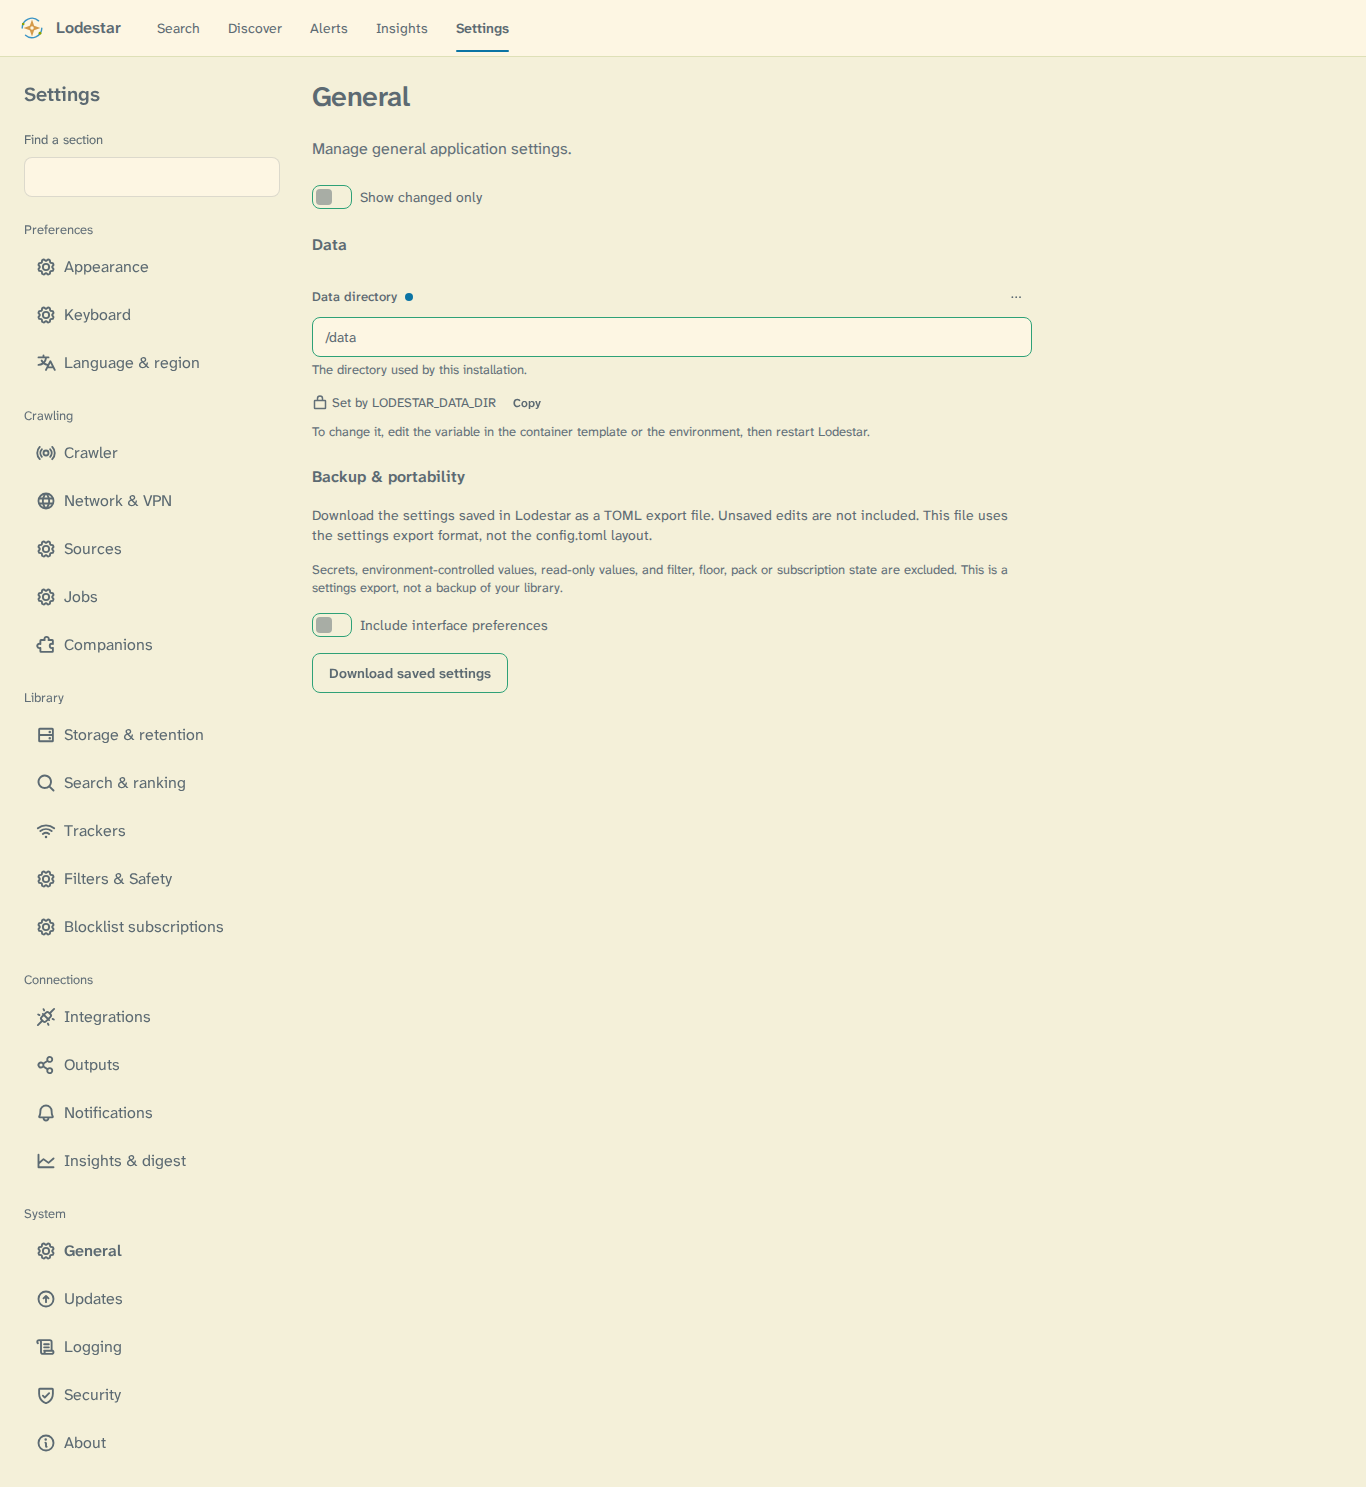 Lodestar
Search
Discover
Alerts
Insights
Settings
Settings
Find a section
Preferences
Appearance
Keyboard
Language & region
Crawling
Crawler
Network & VPN
Sources
Jobs
Companions
Library
Storage & retention
Search & ranking
Trackers
Filters & Safety
Blocklist subscriptions
Connections
Integrations
Outputs
Notifications
Insights & digest
System
General
Updates
Logging
Security
About
General
Manage general application settings.
Show changed only
Data
Data directory
...
/data
The directory used by this installation.
Set by LODESTAR_DATA_DIR
Copy
To change it, edit the variable in the container template or the environment, then restart Lodestar.
Backup & portability
Download the settings saved in Lodestar as a TOML export file. Unsaved edits are not included. This file uses
the settings export format, not the config.toml layout.
Secrets, environment-controlled values, read-only values, and filter, floor, pack or subscription state are excluded. This is a
settings export, not a backup of your library.
Include interface preferences
Download saved settings